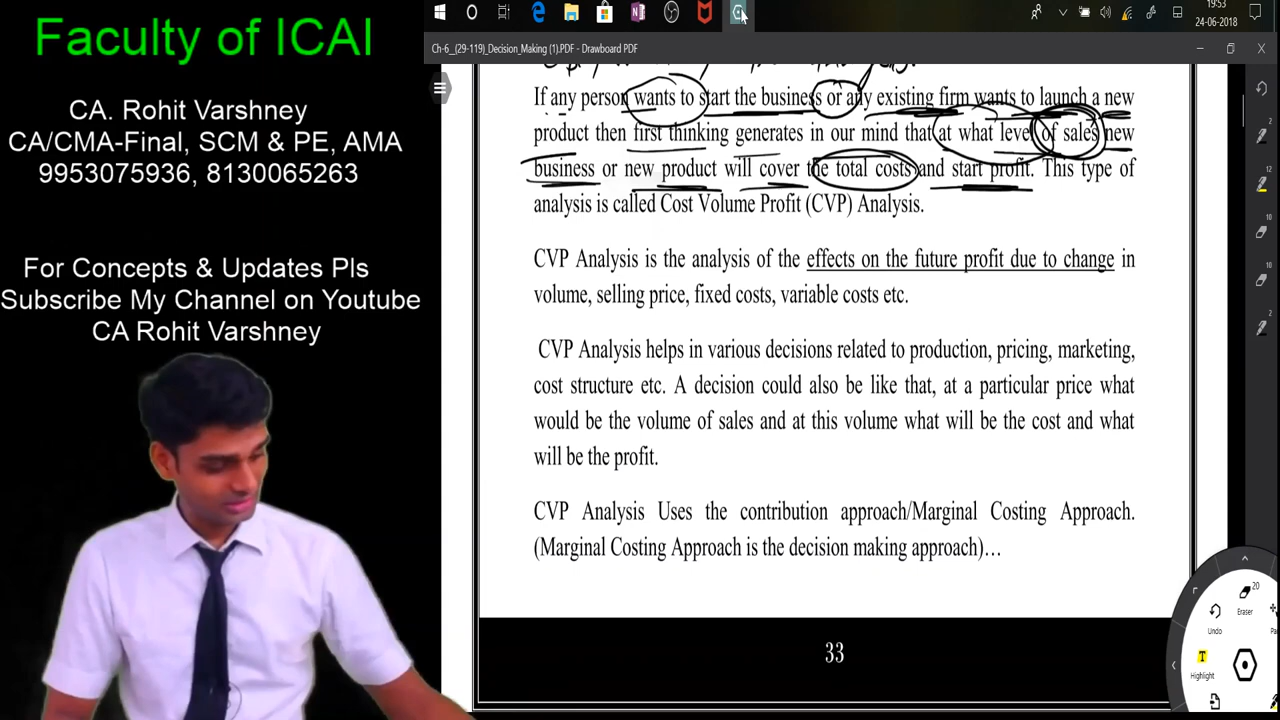 Faculty of ICAI
CA. Rohit Varshney
CA/CMA-Final, SCM & PE, AMA
9953075936, 8130065263
For Concepts & Updates Pls
Subscribe My Channel on Youtube
CA Rohit Varshney
19:53
24-06-2018
Ch-6__(29-119)_Decision_Making (1).PDF - Drawboard PDF
If any person wants to start the business or any existing firm wants to launch a new
product then first thinking generates in our mind that at what level of sales new
business or new product will cover the total costs and start profit. This type of
analysis is called Cost Volume Profit (CVP) Analysis.
CVP Analysis is the analysis of the effects on the future profit due to change in
volume, selling price, fixed costs, variable costs etc.
CVP Analysis helps in various decisions related to production, pricing, marketing,
cost structure etc. A decision could also be like that, at a particular price what
would be the volume of sales and at this volume what will be the cost and what
will be the profit.
CVP Analysis Uses the contribution approach/Marginal Costing Approach.
(Marginal Costing Approach is the decision making approach)…
33
20
Eraser
Undo
T
Highlight